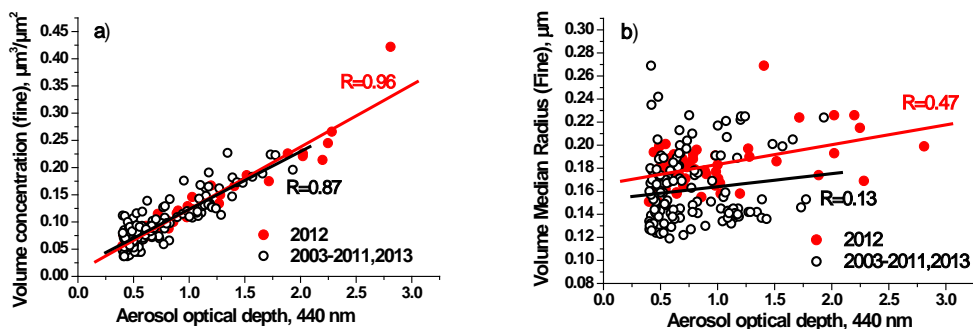 a)
Volume concentration (fine), µm³/µm²
0.45
0.40
0.35
0.30
0.25
0.20
0.15
0.10
0.05
0.00
R=0.96
R=0.87
2012
2003-2011,2013
0.0 0.5 1.0 1.5 2.0 2.5 3.0
Aerosol optical depth, 440 nm
b)
Volume Median Radius (Fine), µm
0.30
0.28
0.26
0.24
0.22
0.20
0.18
0.16
0.14
0.12
0.10
R=0.47
R=0.13
2012
2003-2011,2013
0.0 0.5 1.0 1.5 2.0 2.5 3.0
Aerosol optical depth, 440 nm